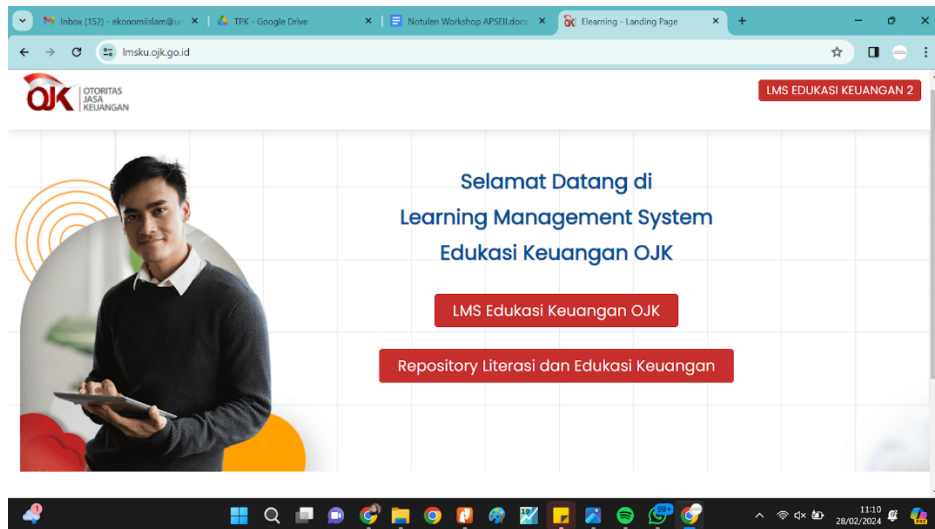 Inbox (152) - ekonomiislam@u
TPK - Google Drive
Notulen Workshop APSEII.doc
Elearning - Landing Page
lmsku.ojk.go.id
OJK
OTORITAS
JASA
KEUANGAN
LMS EDUKASI KEUANGAN 2
Selamat Datang di
Learning Management System
Edukasi Keuangan OJK
LMS Edukasi Keuangan OJK
Repository Literasi dan Edukasi Keuangan
99+
11:10
28/02/2024